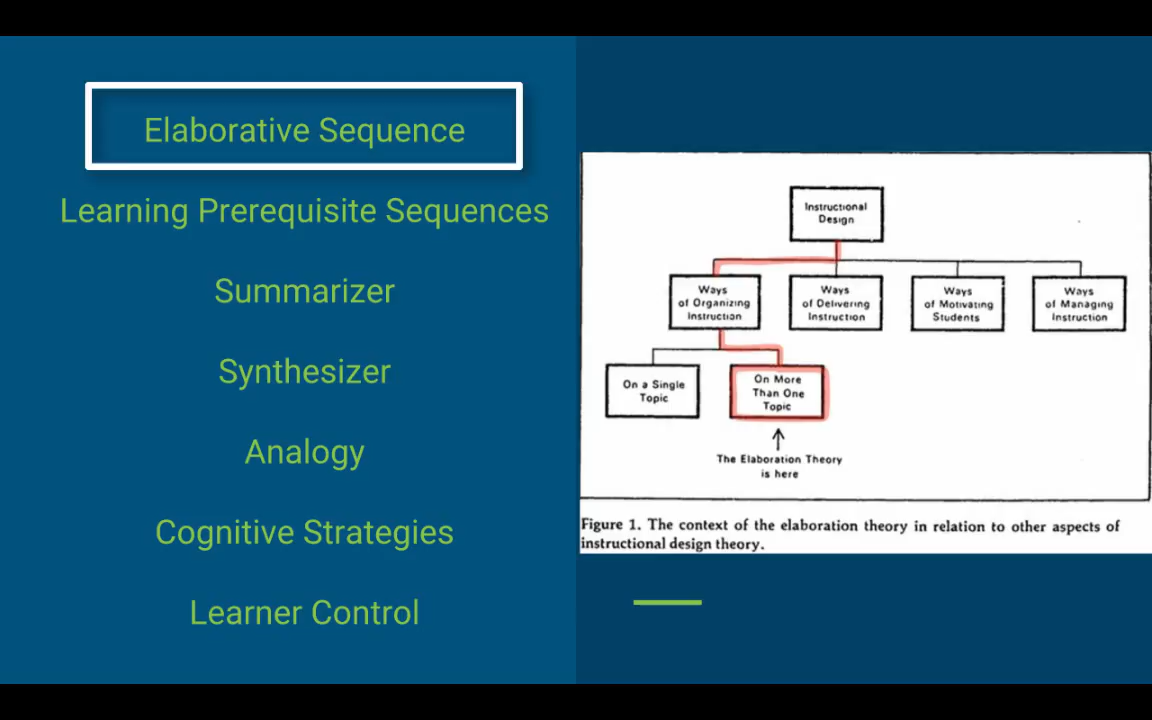 Elaborative Sequence
Learning Prerequisite Sequences
Summarizer
Synthesizer
Analogy
Cognitive Strategies
Learner Control
Instructional
Design
Ways
of Organizing
Instruction
Ways
of Delivering
Instruction
Ways
of Motivating
Students
Ways
of Managing
Instruction
On a Single
Topic
On More
Than One
Topic
The Elaboration Theory
is here
Figure 1. The context of the elaboration theory in relation to other aspects of
instructional design theory.